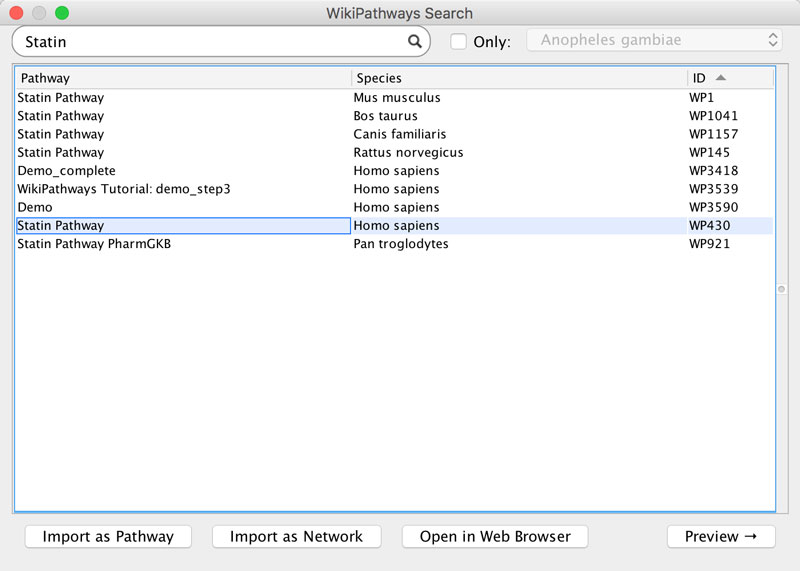 WikiPathways Search
Statin Only: Anopheles gambiae
Pathway Species ID
Statin Pathway Mus musculus WP1
Statin Pathway Bos taurus WP1041
Statin Pathway Canis familiaris WP1157
Statin Pathway Rattus norvegicus WP145
Demo_complete Homo sapiens WP3418
WikiPathways Tutorial: demo_step3 Homo sapiens WP3539
Demo Homo sapiens WP3590
Statin Pathway Homo sapiens WP430
Statin Pathway PharmGKB Pan troglodytes WP921
Import as Pathway Import as Network Open in Web Browser Preview →